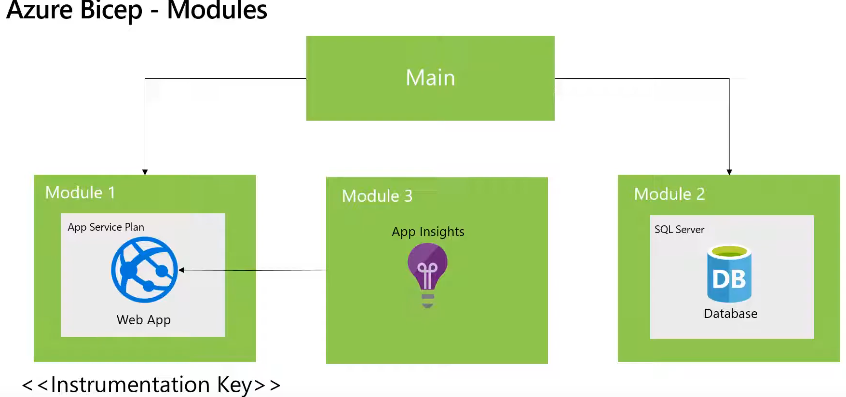 Azure Bicep - Modules
Main
Module 1
App Service Plan
Web App
Module 3
App Insights
Module 2
SQL Server
DB
Database
<<Instrumentation Key>>